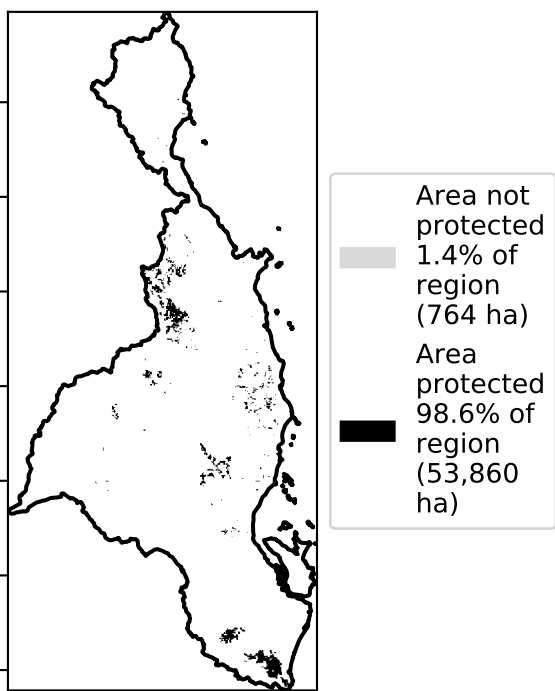 Area not
protected
1.4% of
region
(764 ha)
Area
protected
98.6% of
region
(53,860
ha)